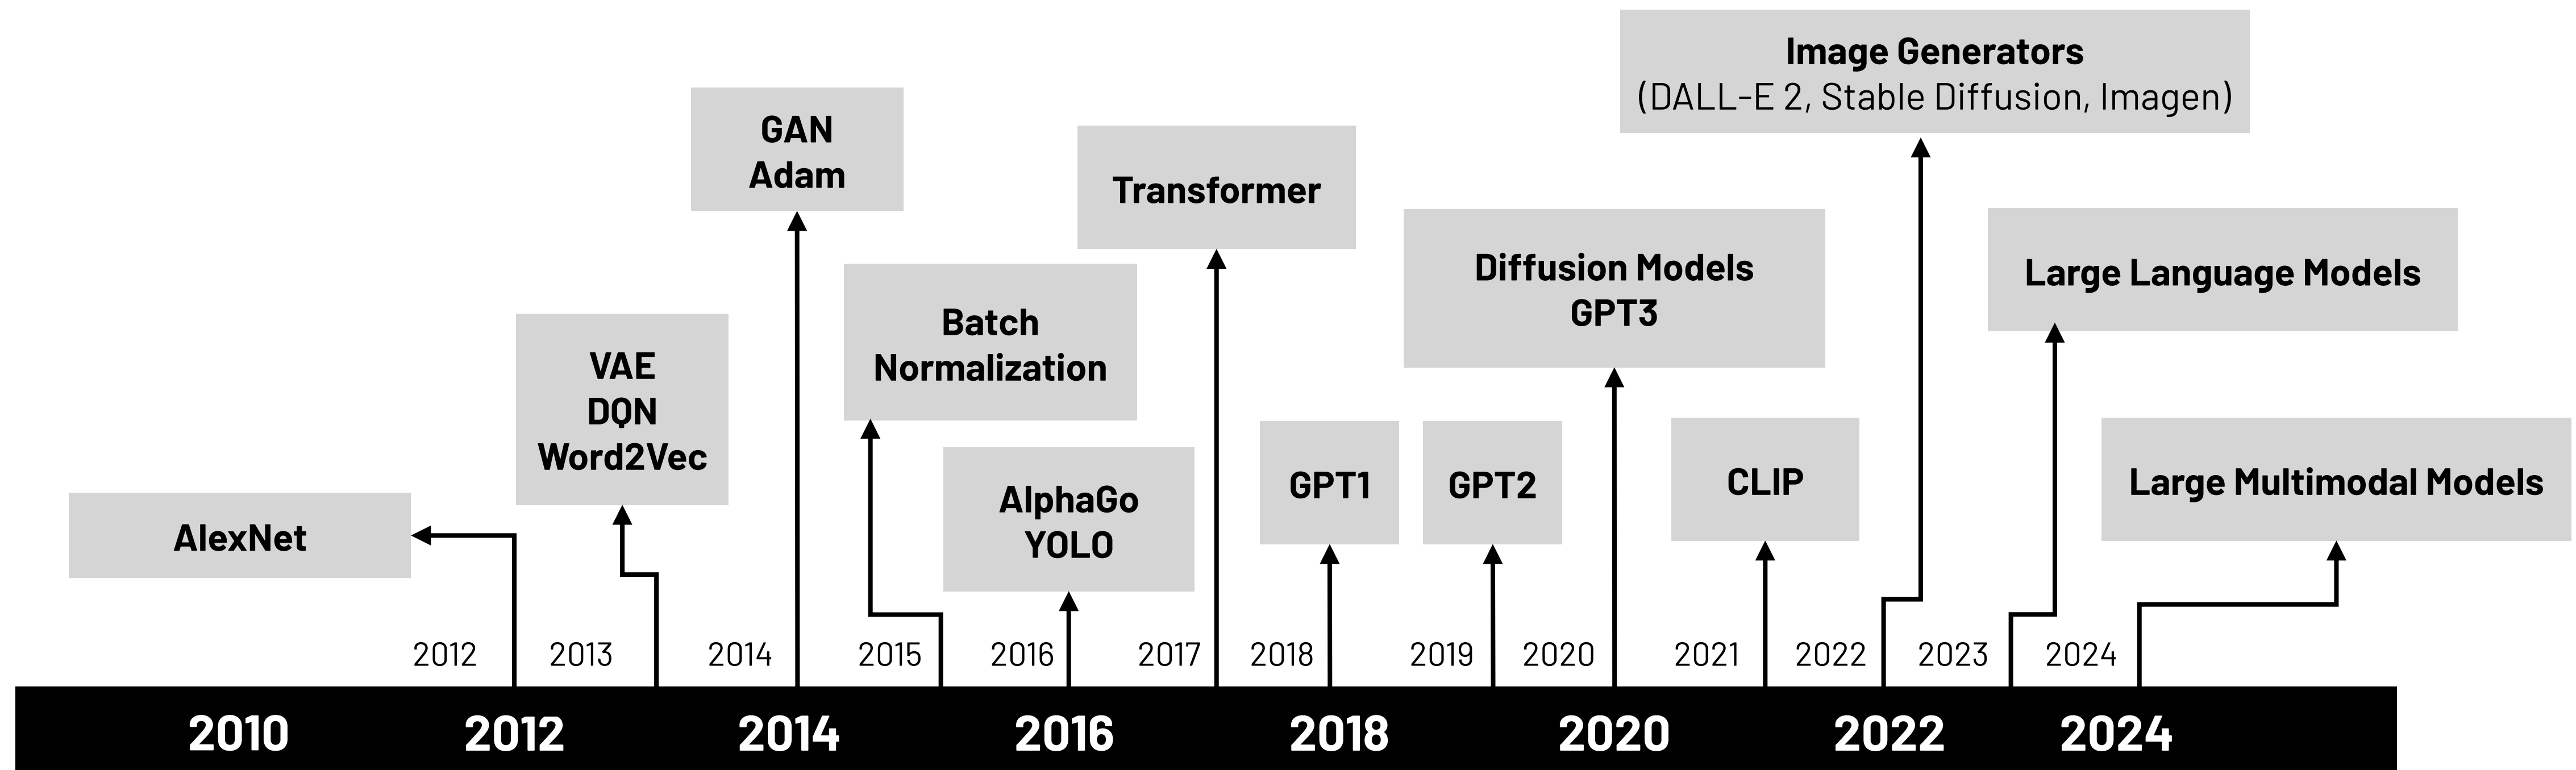 Image Generators
(DALL-E 2, Stable Diffusion, Imagen)
GAN
Adam
Transformer
Diffusion Models
GPT3
Large Language Models
Batch
Normalization
VAE
DQN
Word2Vec
AlphaGo
YOLO
GPT1
GPT2
CLIP
Large Multimodal Models
AlexNet
2012
2013
2014
2015
2016
2017
2018
2019
2020
2021
2022
2023
2024
2010
2012
2014
2016
2018
2020
2022
2024